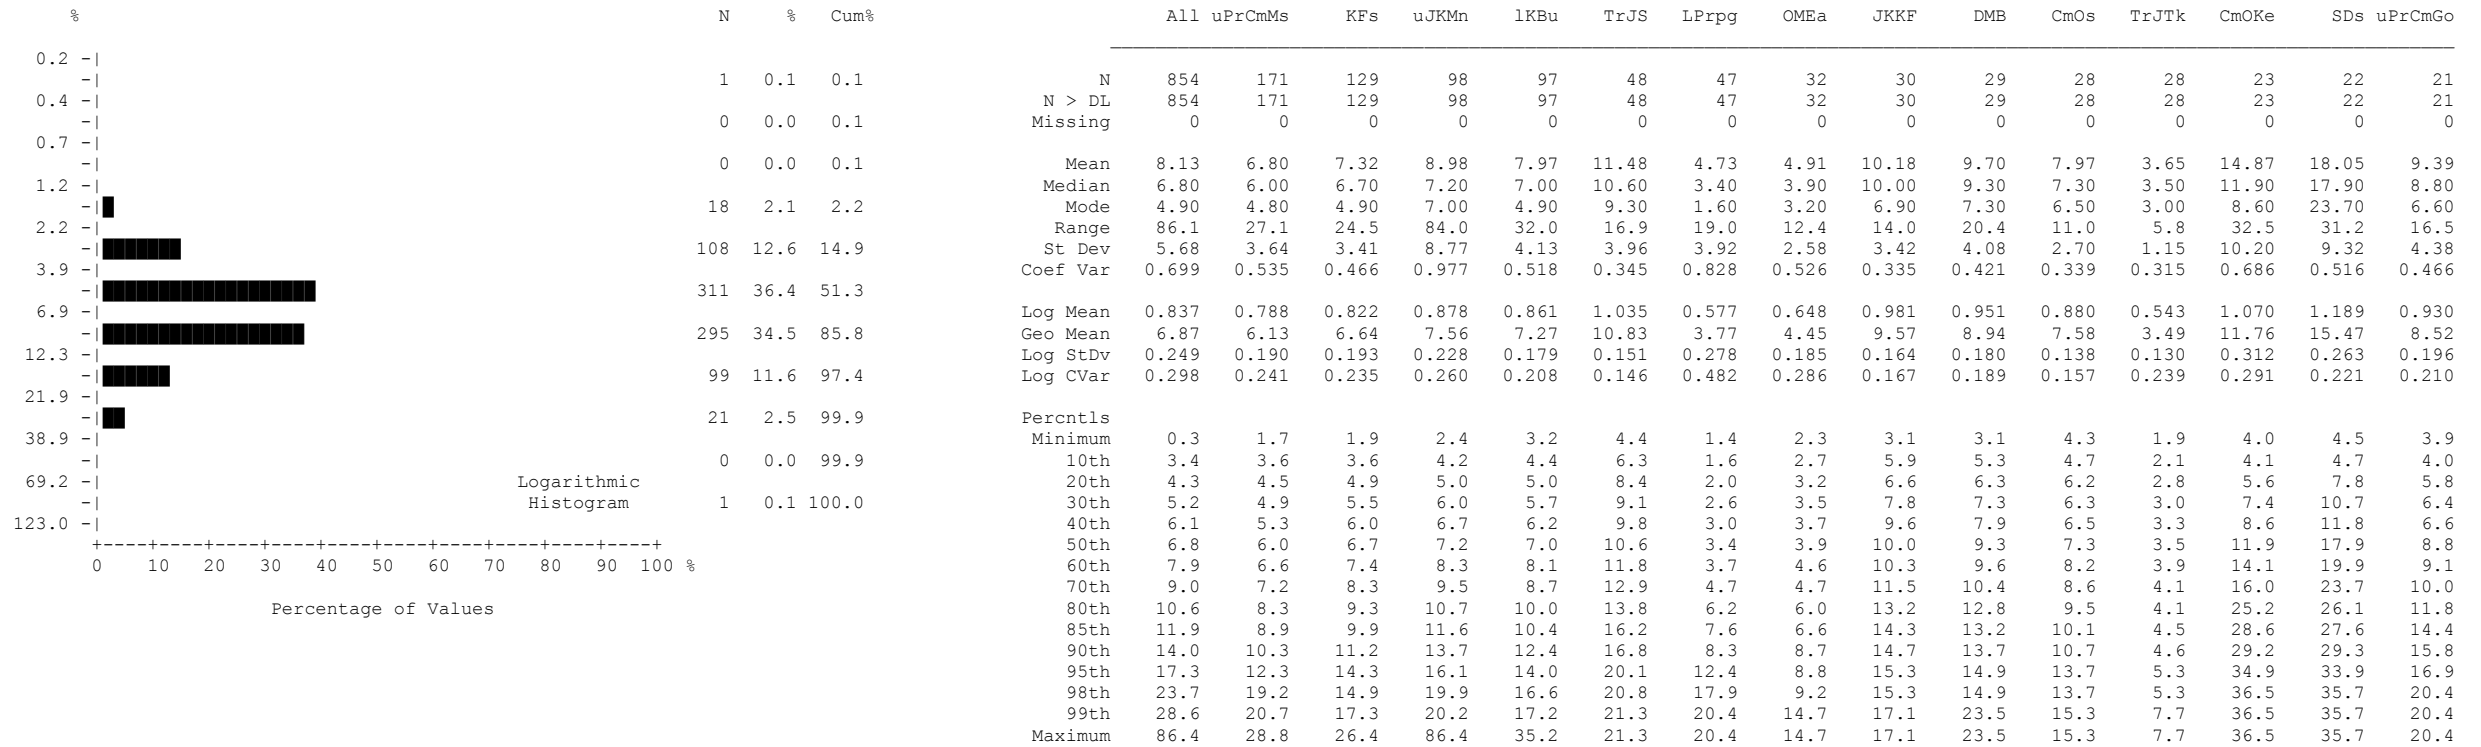 % N % Cum% All uPrCmMs KFs uJKMn lKBu TrJS LPrpg OMEa JKKF DMB CmOs TrJTk CmOKe SDs uPrCmGo
0.2 -|
-| 1 0.1 0.1 N 854 171 129 98 97 48 47 32 30 29 28 28 23 22 21
0.4 -| N > DL 854 171 129 98 97 48 47 32 30 29 28 28 23 22 21
-| 0 0.0 0.1 Missing 0 0 0 0 0 0 0 0 0 0 0 0 0 0 0
0.7 -|
-| 0 0.0 0.1 Mean 8.13 6.80 7.32 8.98 7.97 11.48 4.73 4.91 10.18 9.70 7.97 3.65 14.87 18.05 9.39
1.2 -| Median 6.80 6.00 6.70 7.20 7.00 10.60 3.40 3.90 10.00 9.30 7.30 3.50 11.90 17.90 8.80
-| 18 2.1 2.2 Mode 4.90 4.80 4.90 7.00 4.90 9.30 1.60 3.20 6.90 7.30 6.50 3.00 8.60 23.70 6.60
2.2 -| Range 86.1 27.1 24.5 84.0 32.0 16.9 19.0 12.4 14.0 20.4 11.0 5.8 32.5 31.2 16.5
-| 108 12.6 14.9 St Dev 5.68 3.64 3.41 8.77 4.13 3.96 3.92 2.58 3.42 4.08 2.70 1.15 10.20 9.32 4.38
3.9 -| Coef Var 0.699 0.535 0.466 0.977 0.518 0.345 0.828 0.526 0.335 0.421 0.339 0.315 0.686 0.516 0.466
-| 311 36.4 51.3
6.9 -| Log Mean 0.837 0.788 0.822 0.878 0.861 1.035 0.577 0.648 0.981 0.951 0.880 0.543 1.070 1.189 0.930
-| 295 34.5 85.8 Geo Mean 6.87 6.13 6.64 7.56 7.27 10.83 3.77 4.45 9.57 8.94 7.58 3.49 11.76 15.47 8.52
12.3 -| Log StDv 0.249 0.190 0.193 0.228 0.179 0.151 0.278 0.185 0.164 0.180 0.138 0.130 0.312 0.263 0.196
-| 99 11.6 97.4 Log CVar 0.298 0.241 0.235 0.260 0.208 0.146 0.482 0.286 0.167 0.189 0.157 0.239 0.291 0.221 0.210
21.9 -|
-| 21 2.5 99.9 Percntls
38.9 -| Minimum 0.3 1.7 1.9 2.4 3.2 4.4 1.4 2.3 3.1 3.1 4.3 1.9 4.0 4.5 3.9
-| 0 0.0 99.9 10th 3.4 3.6 3.6 4.2 4.4 6.3 1.6 2.7 5.9 5.3 4.7 2.1 4.1 4.7 4.0
69.2 -| Logarithmic 20th 4.3 4.5 4.9 5.0 5.0 8.4 2.0 3.2 6.6 6.3 6.2 2.8 5.6 7.8 5.8
-| Histogram 1 0.1 100.0 30th 5.2 4.9 5.5 6.0 5.7 9.1 2.6 3.5 7.8 7.3 6.3 3.0 7.4 10.7 6.4
123.0 -| 40th 6.1 5.3 6.0 6.7 6.2 9.8 3.0 3.7 9.6 7.9 6.5 3.3 8.6 11.8 6.6
+----+----+----+----+----+----+----+----+----+----+ 50th 6.8 6.0 6.7 7.2 7.0 10.6 3.4 3.9 10.0 9.3 7.3 3.5 11.9 17.9 8.8
0 10 20 30 40 50 60 70 80 90 100 % 60th 7.9 6.6 7.4 8.3 8.1 11.8 3.7 4.6 10.3 9.6 8.2 3.9 14.1 19.9 9.1
70th 9.0 7.2 8.3 9.5 8.7 12.9 4.7 4.7 11.5 10.4 8.6 4.1 16.0 23.7 10.0
Percentage of Values 80th 10.6 8.3 9.3 10.7 10.0 13.8 6.2 6.0 13.2 12.8 9.5 4.1 25.2 26.1 11.8
85th 11.9 8.9 9.9 11.6 10.4 16.2 7.6 6.6 14.3 13.2 10.1 4.5 28.6 27.6 14.4
90th 14.0 10.3 11.2 13.7 12.4 16.8 8.3 8.7 14.7 13.7 10.7 4.6 29.2 29.3 15.8
95th 17.3 12.3 14.3 16.1 14.0 20.1 12.4 8.8 15.3 14.9 13.7 5.3 34.9 33.9 16.9
98th 23.7 19.2 14.9 19.9 16.6 20.8 17.9 9.2 15.3 14.9 13.7 5.3 36.5 35.7 20.4
99th 28.6 20.7 17.3 20.2 17.2 21.3 20.4 14.7 17.1 23.5 15.3 7.7 36.5 35.7 20.4
Maximum 86.4 28.8 26.4 86.4 35.2 21.3 20.4 14.7 17.1 23.5 15.3 7.7 36.5 35.7 20.4